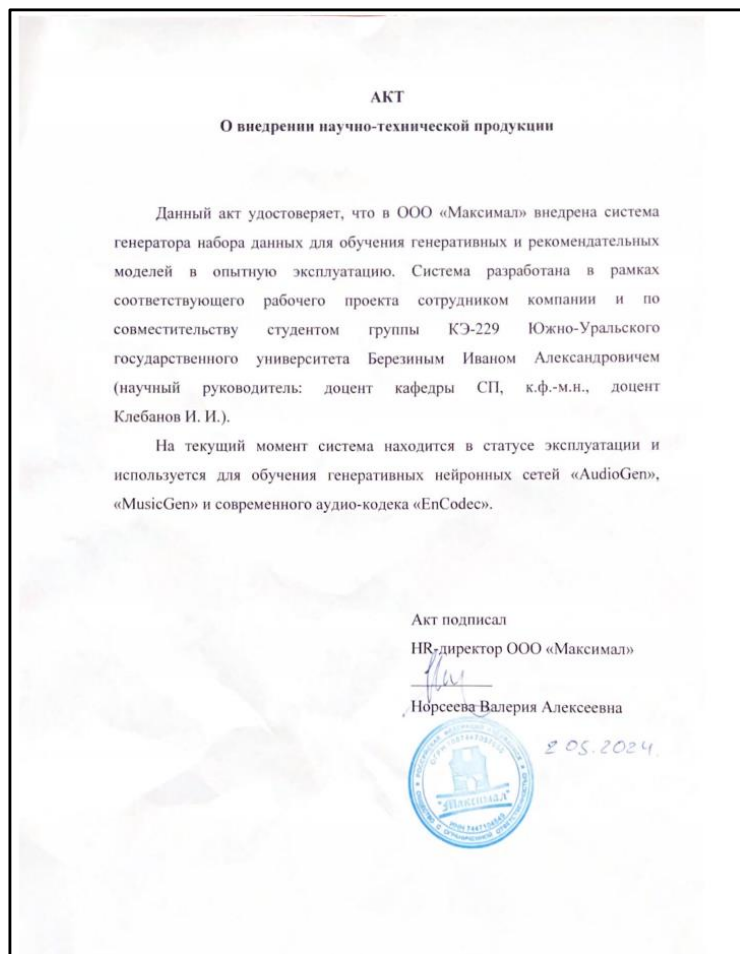 АКТ
О внедрении научно-технической продукции
Данный акт удостоверяет, что в ООО «Максимал» внедрена система
генератора набора данных для обучения генеративных и рекомендательных
моделей в опытную эксплуатацию. Система разработана в рамках
соответствующего рабочего проекта сотрудником компании и по
совместительству студентом группы КЭ-229 Южно-Уральского
государственного университета Березиным Иваном Александровичем
(научный руководитель: доцент кафедры СП, к.ф.-м.н., доцент
Клебанов И. И.).
На текущий момент система находится в статусе эксплуатации и
используется для обучения генеративных нейронных сетей «AudioGen»,
«MusicGen» и современного аудио-кодека «EnCodec».
Акт подписал
HR-директор ООО «Максимал»
Норсеева Валерия Алексеевна
2 05. 2024.
"Максимал"
ОБЩЕСТВО С ОГРАНИЧЕННОЙ ОТВЕТСТВЕННОСТЬЮ